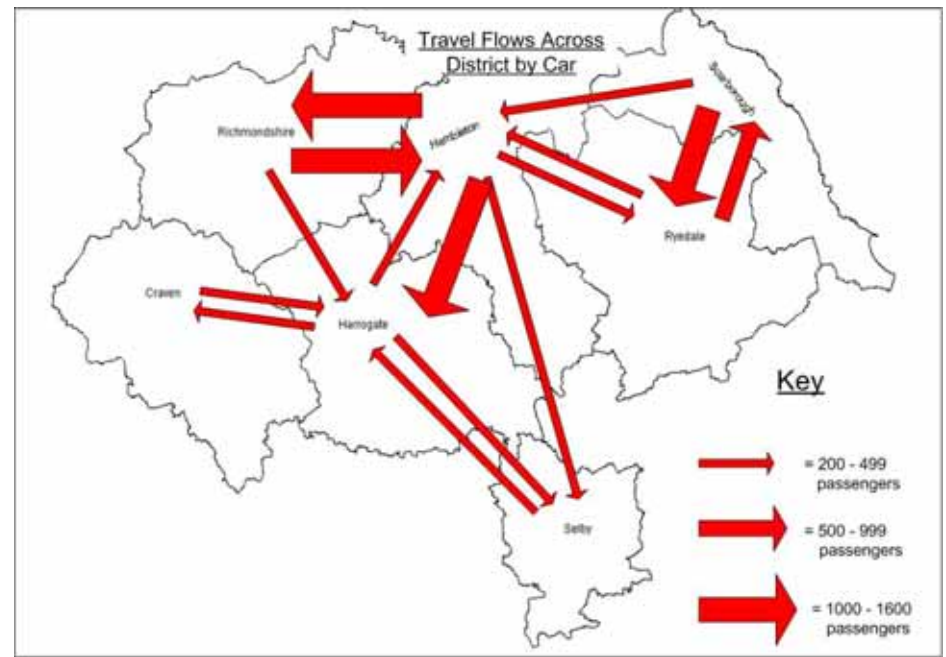 Travel Flows Across
District by Car
Scarborough
Richmondshire
Hambleton
Ryedale
Craven
Harrogate
Selby
Key
= 200 - 499
passengers
= 500 - 999
passengers
= 1000 - 1600
passengers